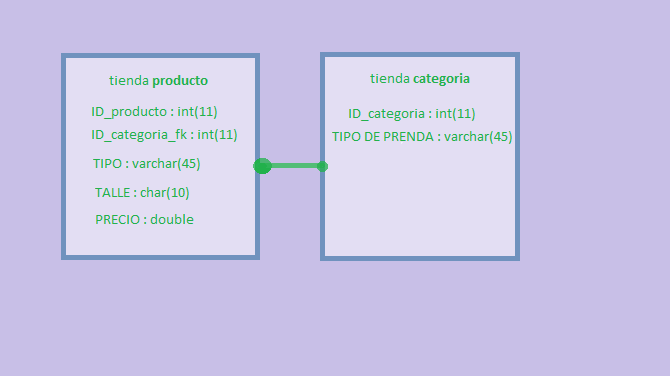 tienda producto
ID_producto : int(11)
ID_categoria_fk : int(11)
TIPO : varchar(45)
TALLE : char(10)
PRECIO : double
tienda categoria
ID_categoria : int(11)
TIPO DE PRENDA : varchar(45)